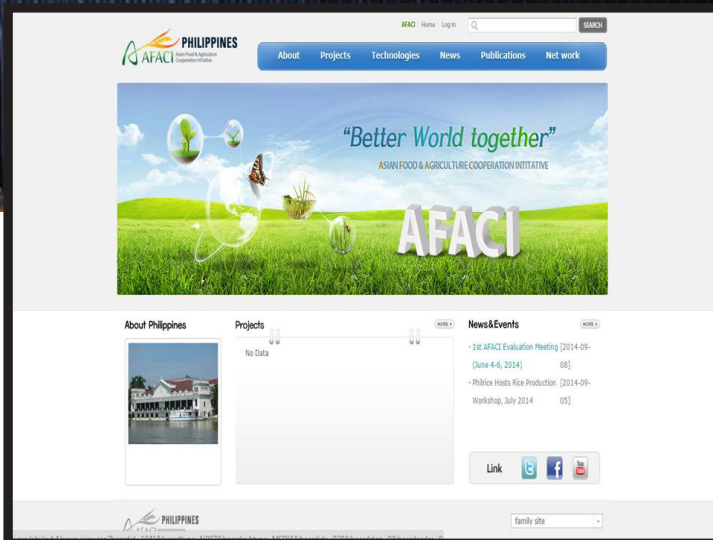 AFACI Home Log In SEARCH
PHILIPPINES
AFACI Asian Food & Agriculture Cooperation Initiative
About Projects Technologies News Publications Net work
“Better World together”
ASIAN FOOD & AGRICULTURE COOPERATION INTITATIVE
AFACI
About Philippines
Projects MORE
No Data
News&Events MORE
1st AFACI Evaluation Meeting [2014-09-
(June 4-6, 2014) 08]
Philrice Hosts Rice Production [2014-09-
Workshop, July 2014 05]
Link You Tube
PHILIPPINES
AFACI
family site